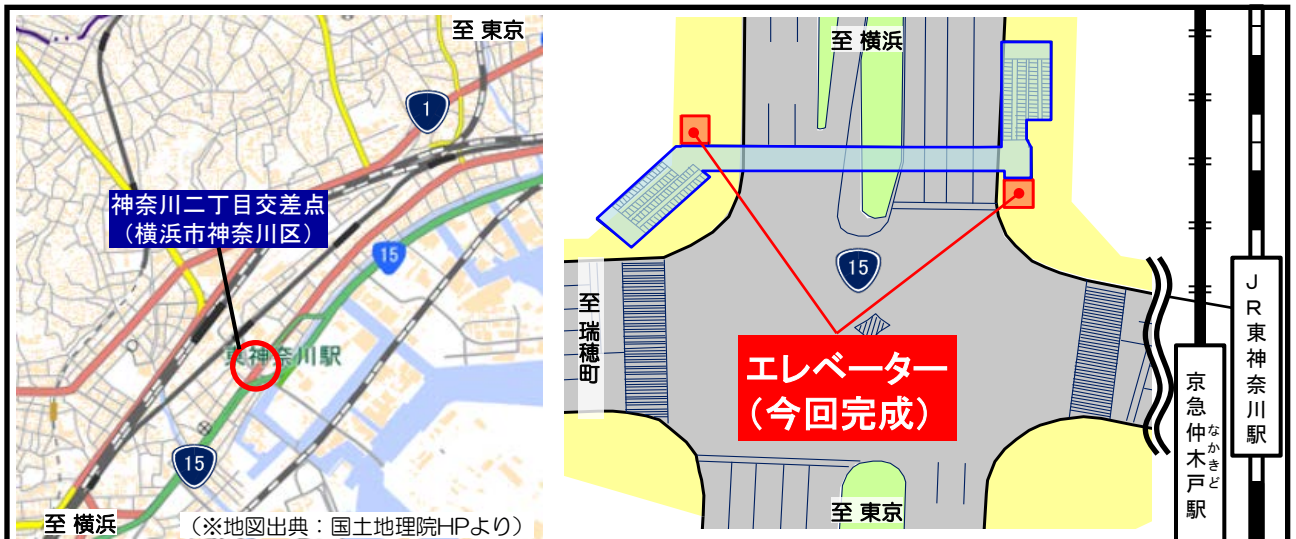 至 東京
1
神奈川二丁目交差点
（横浜市神奈川区）
15
東神奈川駅
15
至 横浜
（※地図出典：国土地理院HPより）
至 横浜
15
至 瑞穂町
エレベーター
（今回完成）
至 東京
JR東神奈川駅
京急仲木戸駅
なかきど